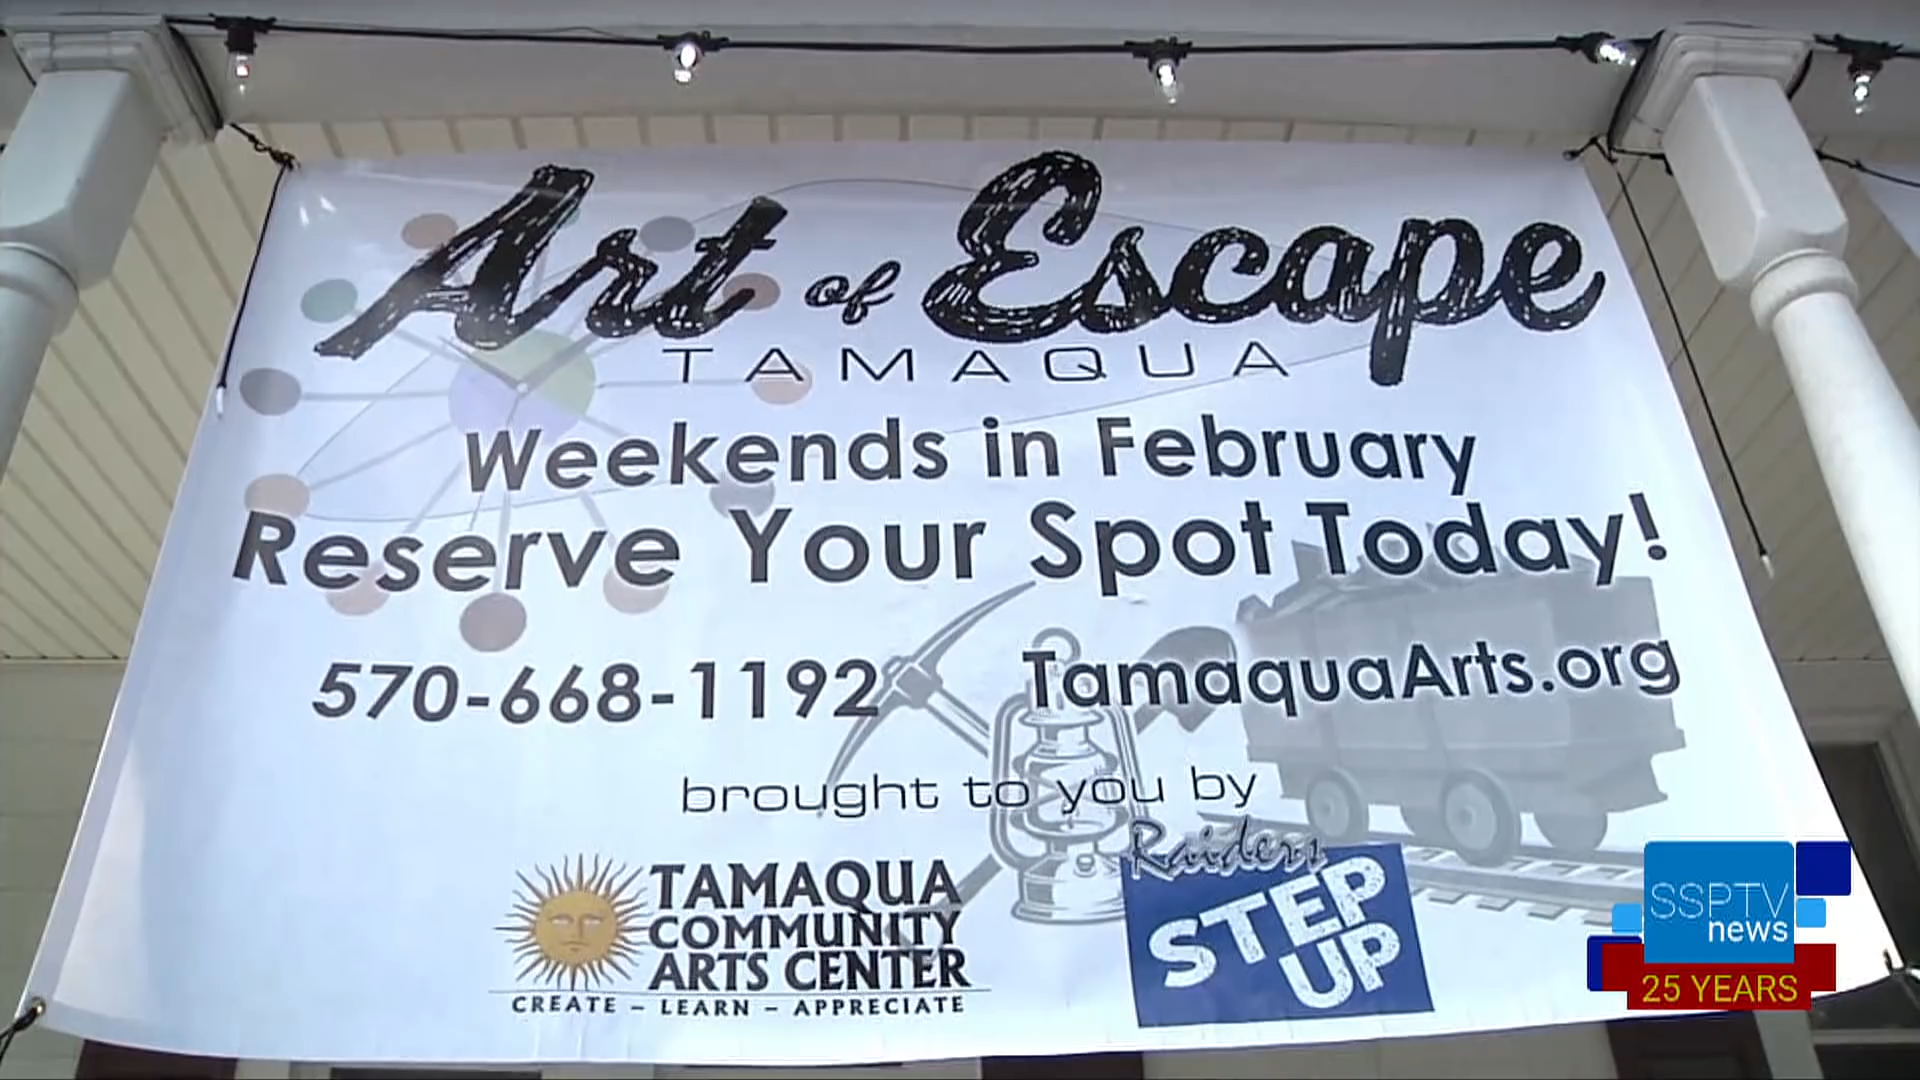 Art of Escape
TAMAQUA
Weekends in February
Reserve Your Spot Today!
570-668-1192 TamaquaArts.org
brought to you by
TAMAQUA
COMMUNITY
ARTS CENTER
CREATE – LEARN – APPRECIATE
Raiders
STEP
UP
SSPTV
news
25 YEARS